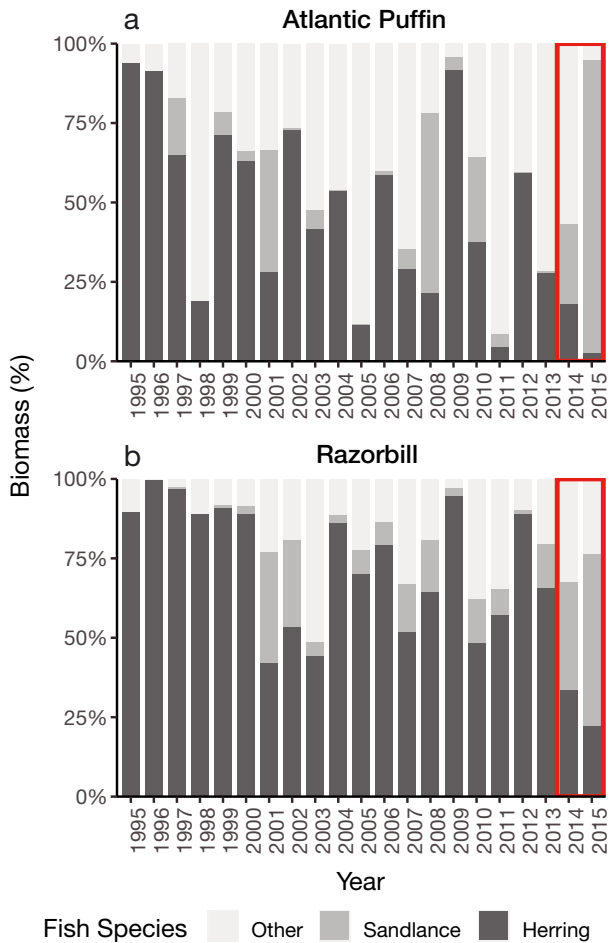 a Atlantic Puffin
100%
75%
50%
25%
0%
1995 1996 1997 1998 1999 2000 2001 2002 2003 2004 2005 2006 2007 2008 2009 2010 2011 2012 2013 2014 2015
Biomass (%)
b Razorbill
100%
75%
50%
25%
0%
1995 1996 1997 1998 1999 2000 2001 2002 2003 2004 2005 2006 2007 2008 2009 2010 2011 2012 2013 2014 2015
Year
Fish Species Other Sandlance Herring